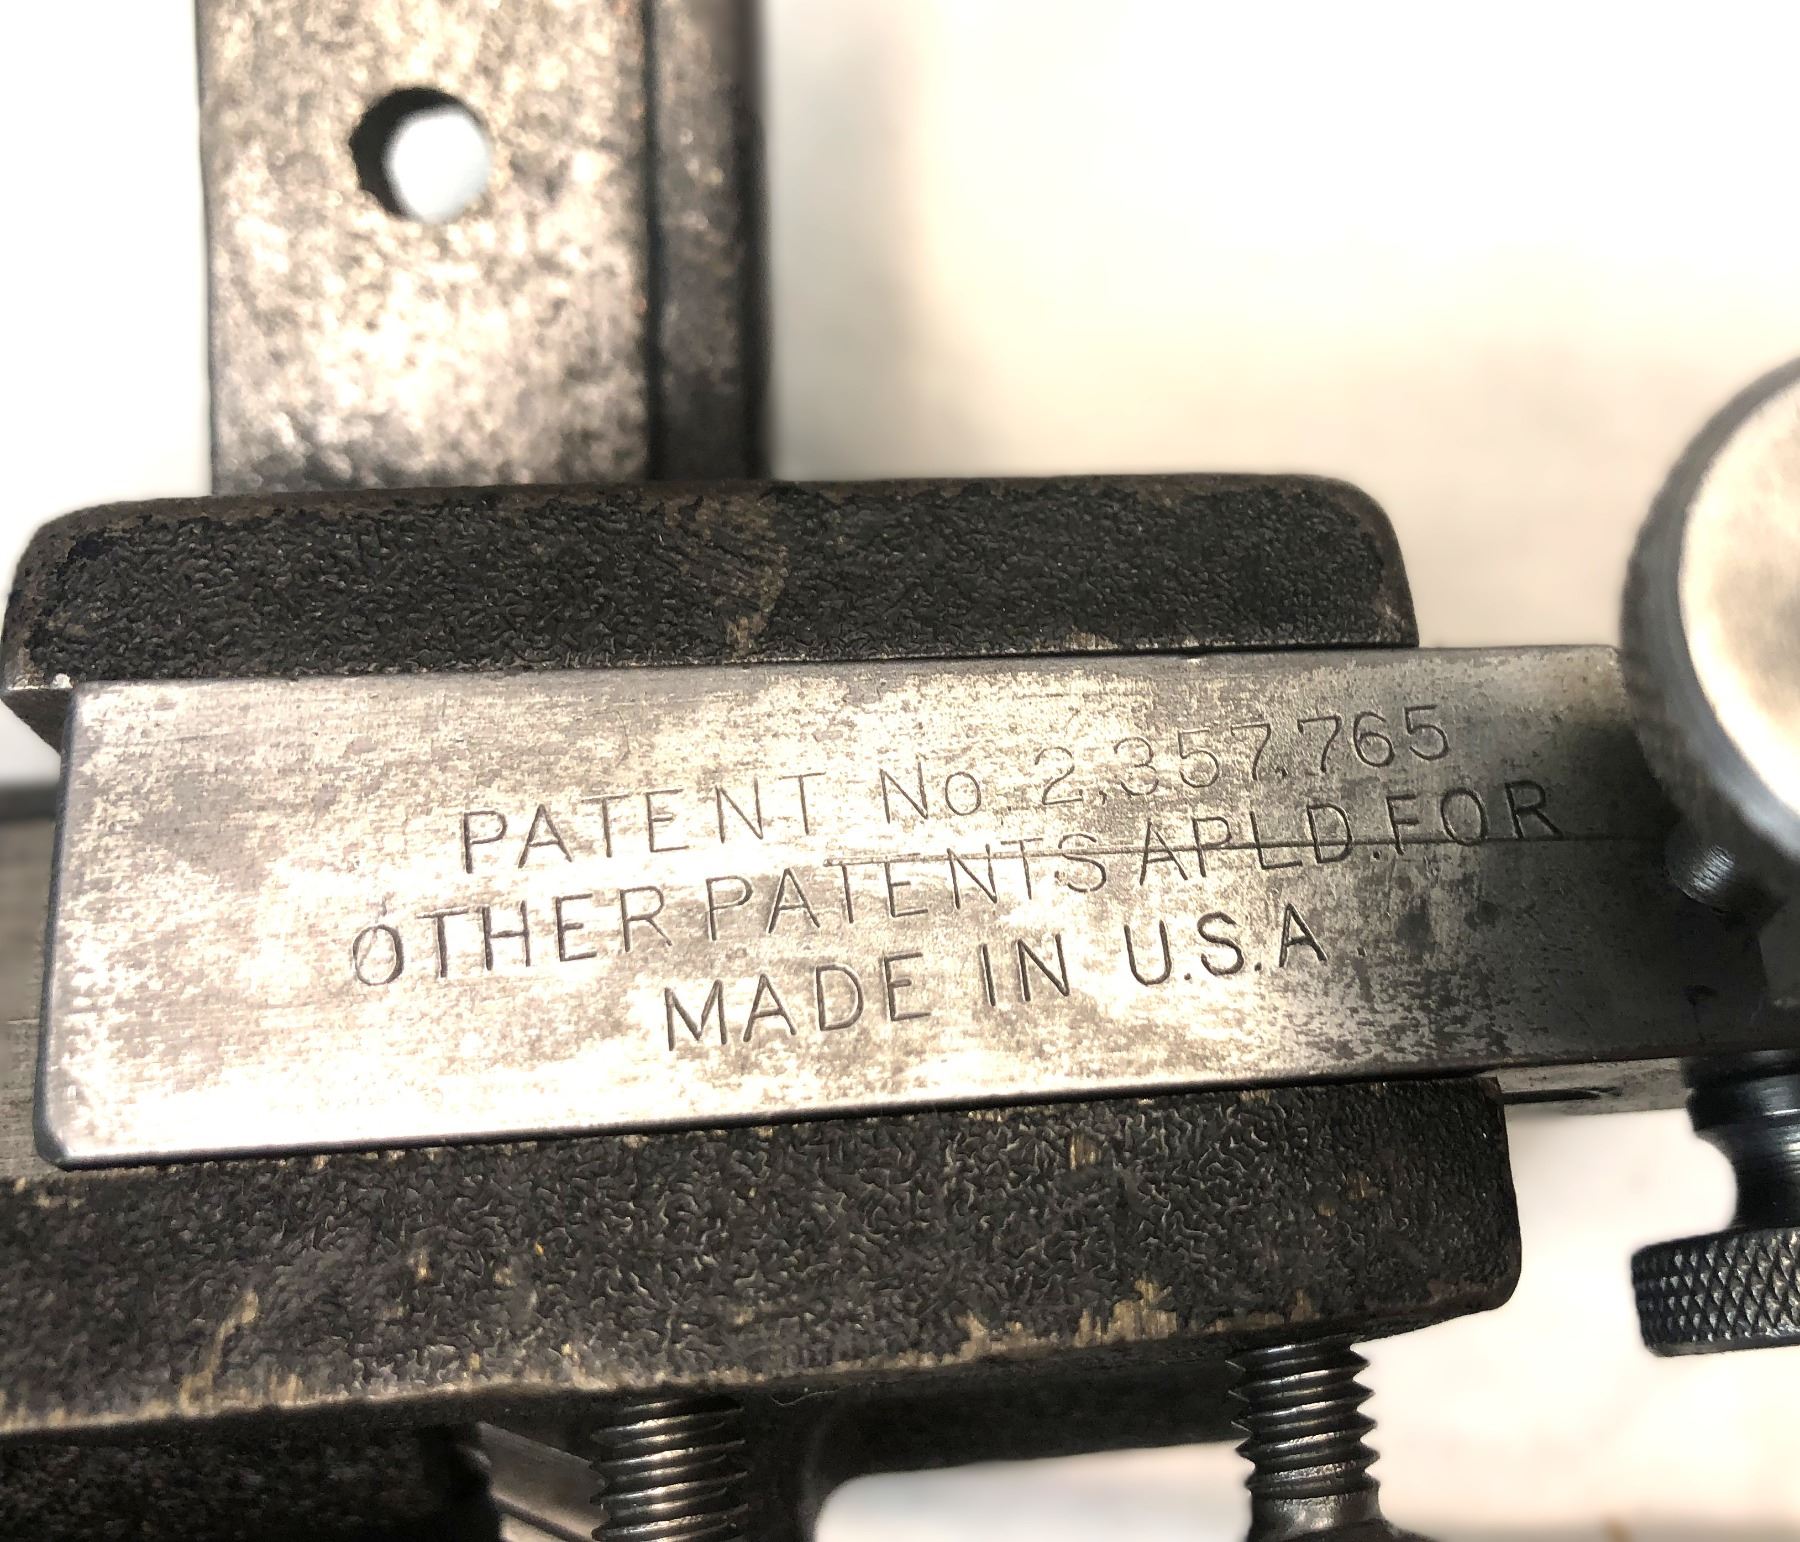 PATENT No. 2,357,765
OTHER PATENTS APLD. FOR
MADE IN U.S.A.